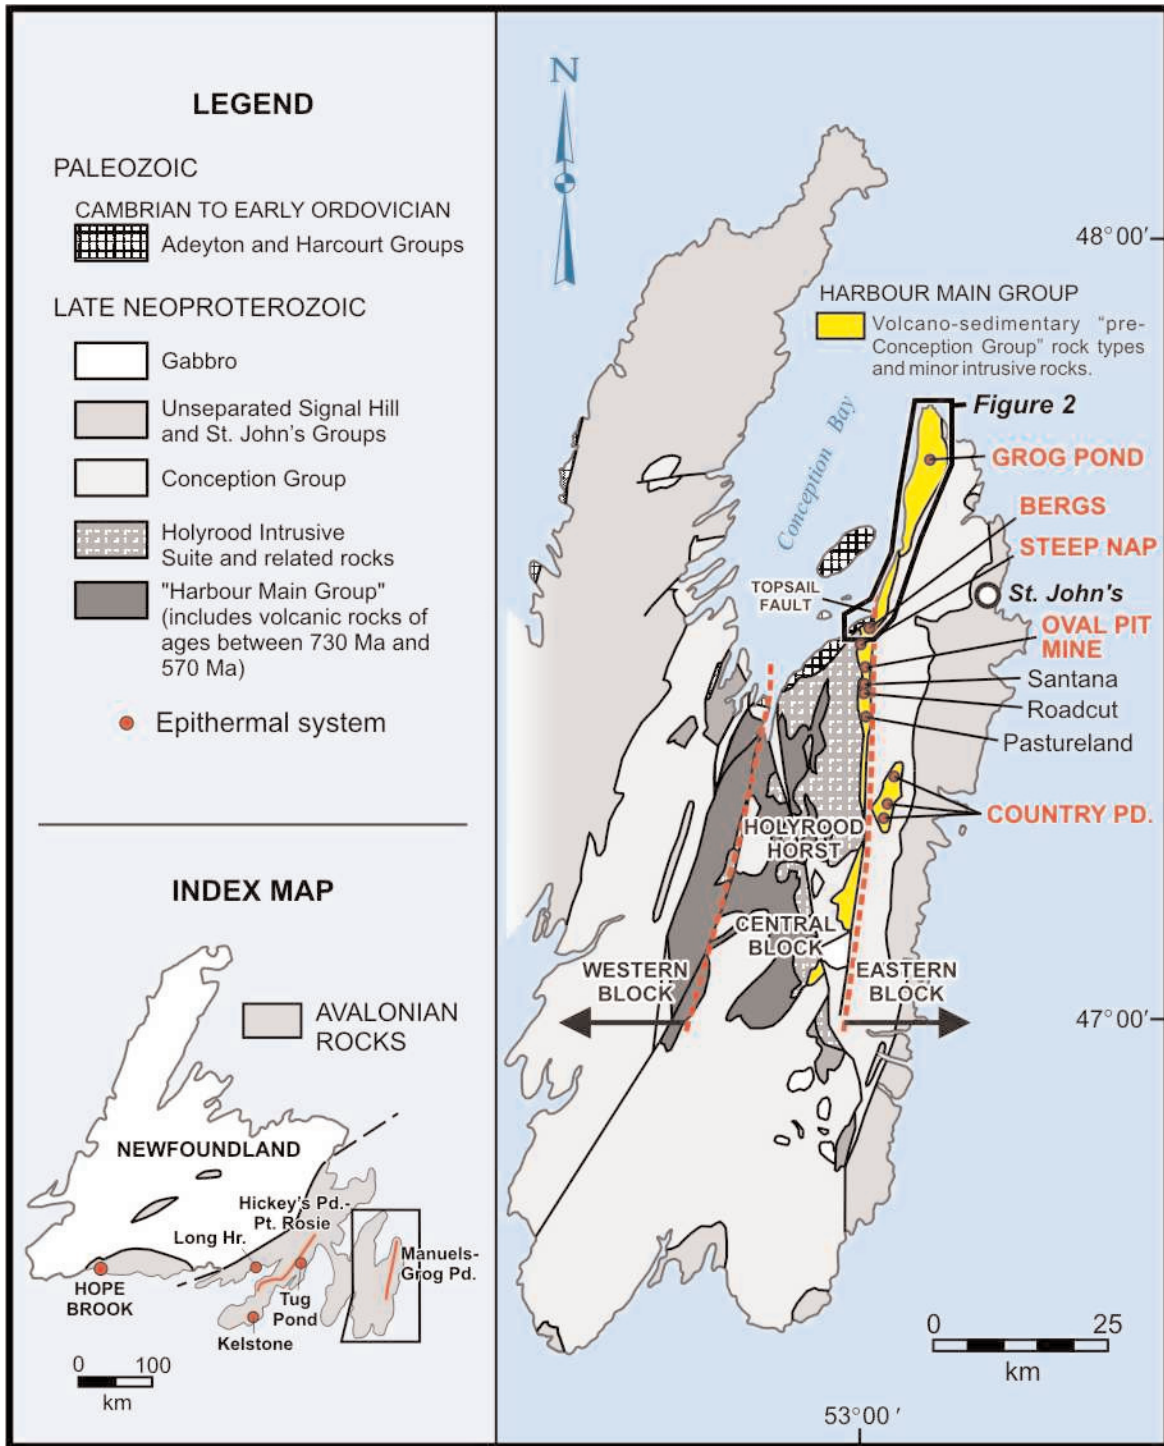 LEGEND
PALEOZOIC
CAMBRIAN TO EARLY ORDOVICIAN
Adeyton and Harcourt Groups
LATE NEOPROTEROZOIC
Gabbro
Unseparated Signal Hill
and St. John's Groups
Conception Group
Holyrood Intrusive
Suite and related rocks
"Harbour Main Group"
(includes volcanic rocks of
ages between 730 Ma and
570 Ma)
Epithermal system
INDEX MAP
AVALONIAN
ROCKS
NEWFOUNDLAND
Hickey's Pd.-
Pt. Rosie
Long Hr.
Manuels-
Grog Pd.
HOPE
BROOK
Tug
Pond
Kelstone
0 100
km
N
48°00'
HARBOUR MAIN GROUP
Volcano-sedimentary "pre-
Conception Group" rock types
and minor intrusive rocks.
Figure 2
Conception Bay
GROG POND
BERGS
STEEP NAP
TOPSAIL
FAULT
St. John's
OVAL PIT
MINE
Santana
Roadcut
Pastureland
COUNTRY PD.
HOLYROOD
HORST
CENTRAL
BLOCK
WESTERN
BLOCK
EASTERN
BLOCK
47°00'
0 25
km
53°00'